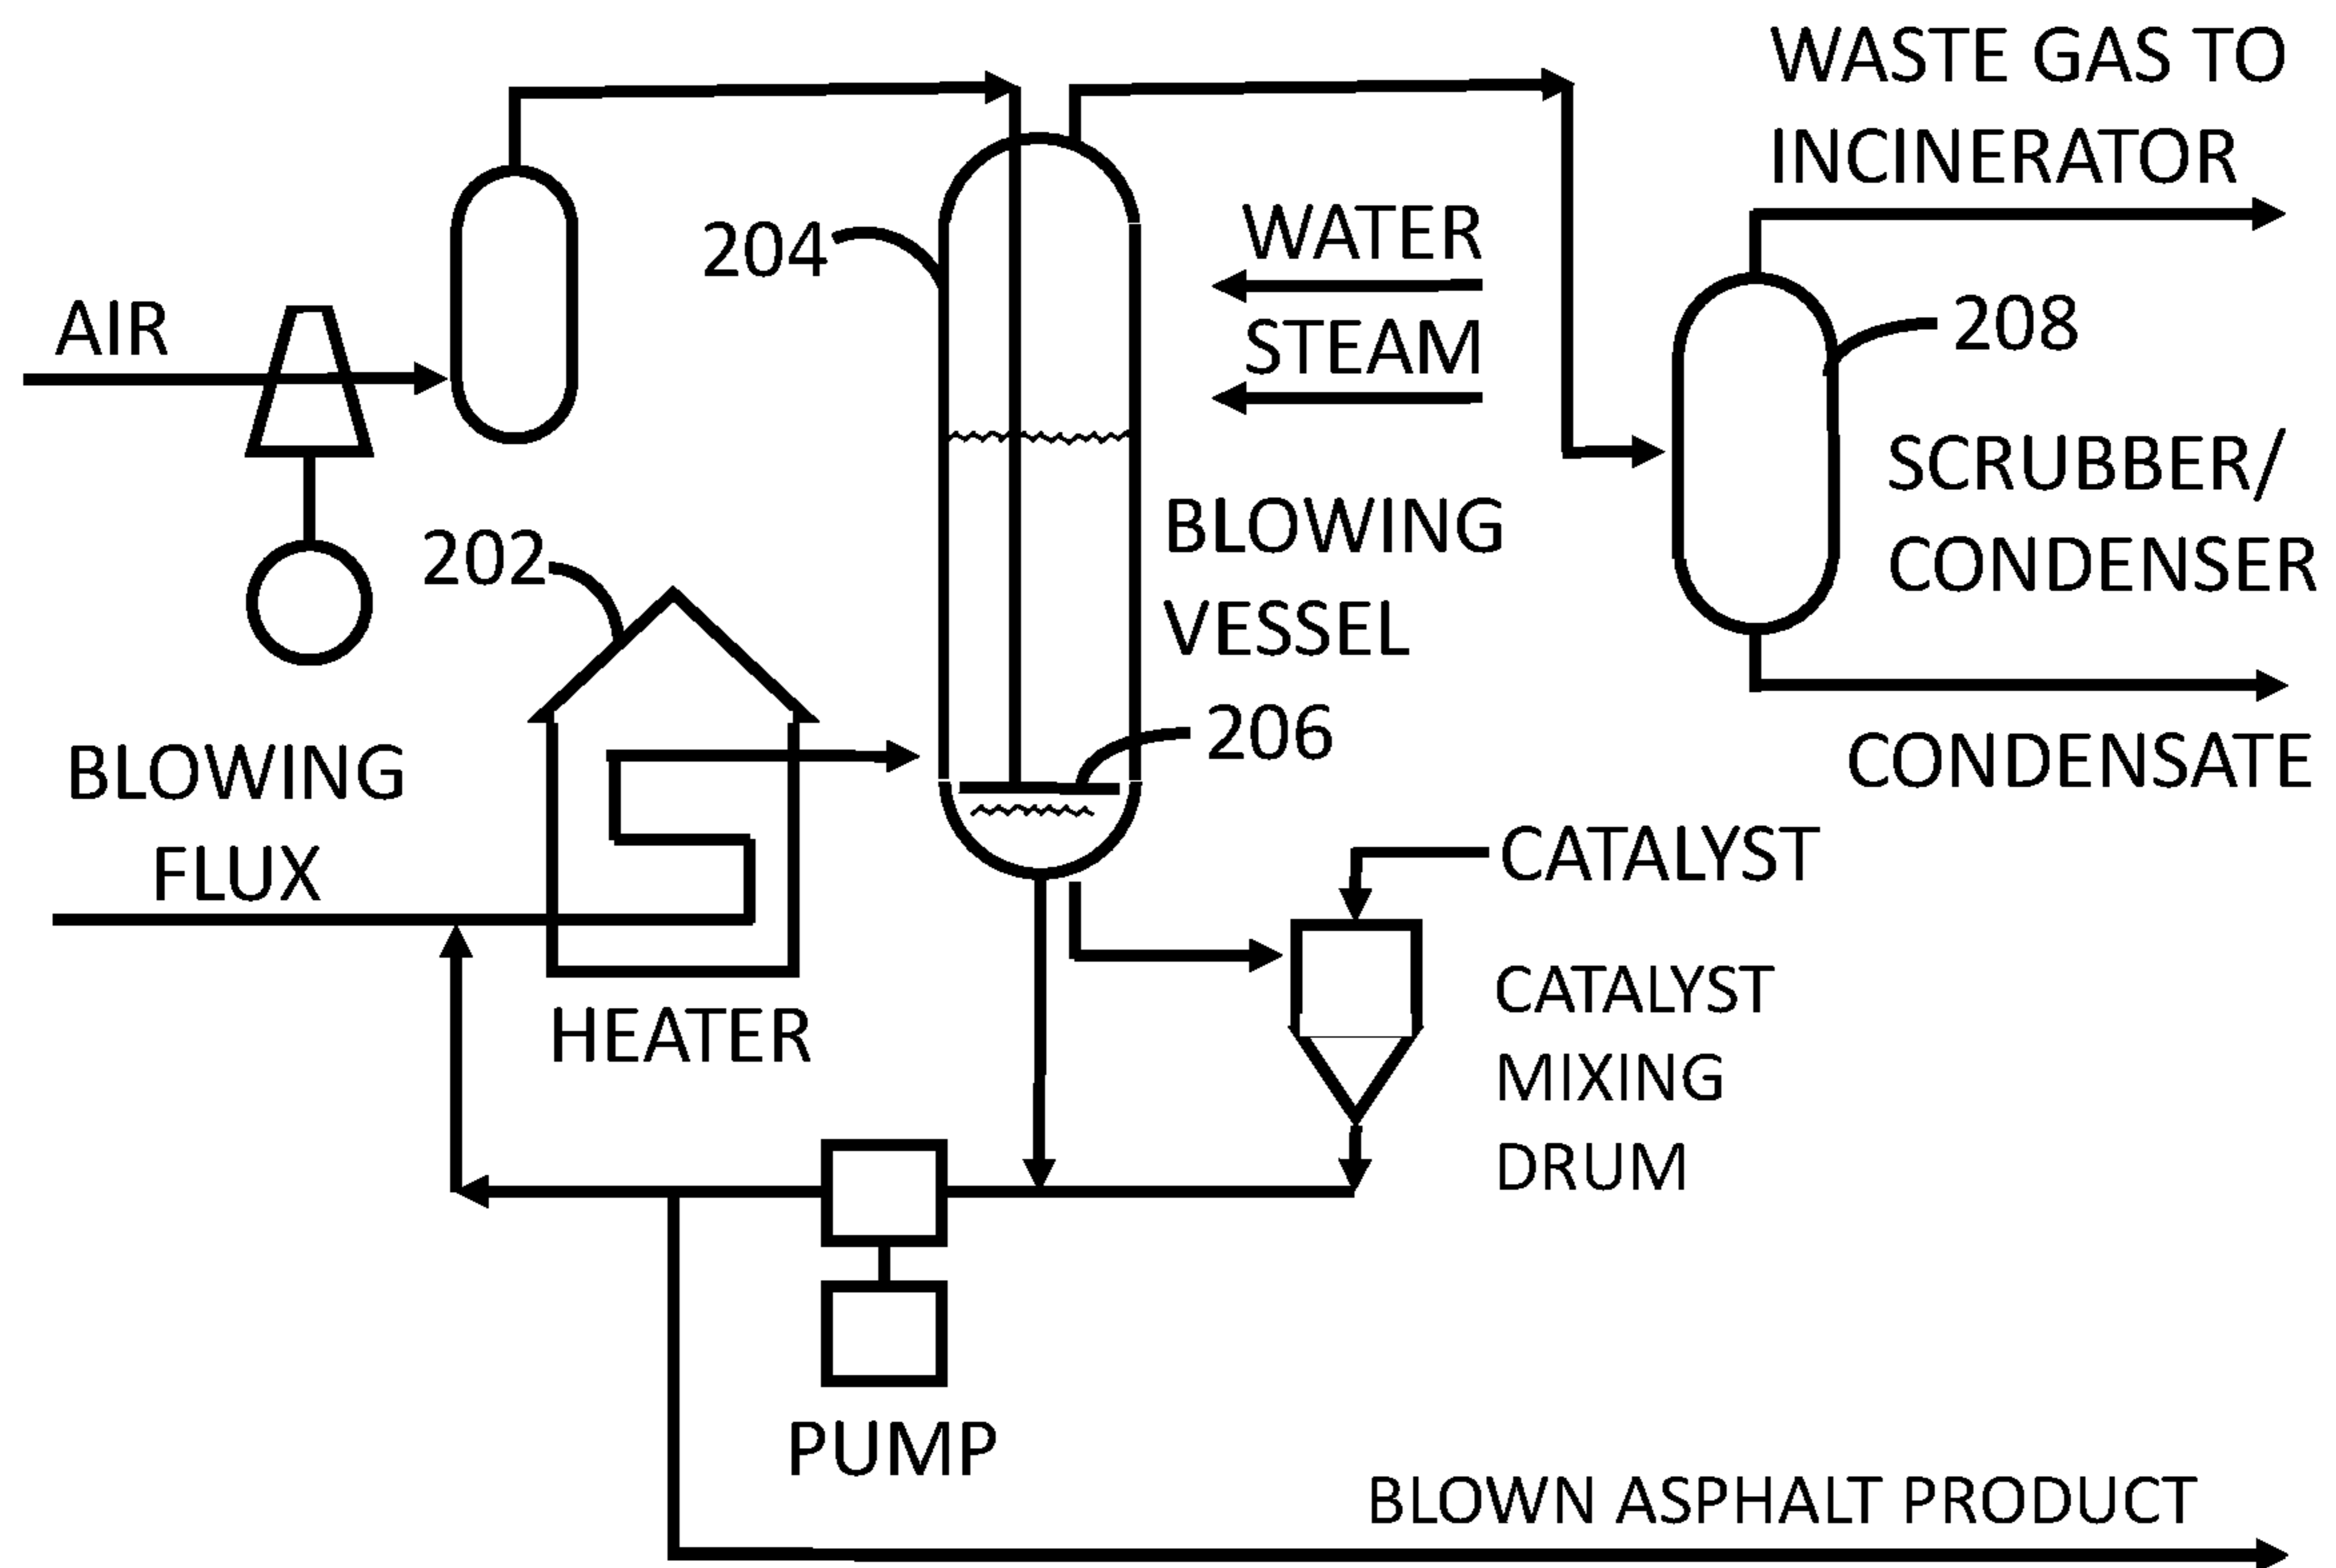 WASTE GAS TO
INCINERATOR
204
WATER
STEAM
AIR
208
SCRUBBER/
CONDENSER
BLOWING
VESSEL
202
206
BLOWING
FLUX
CONDENSATE
CATALYST
HEATER
CATALYST
MIXING
DRUM
PUMP
BLOWN ASPHALT PRODUCT